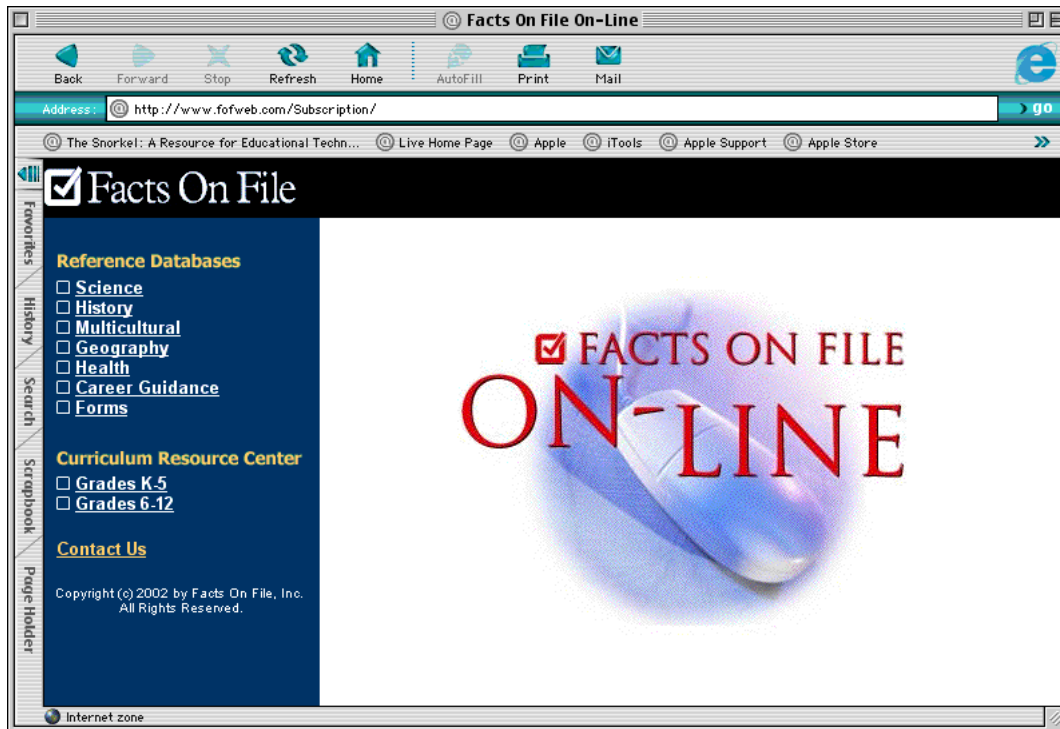 Facts On File On-Line
Back Forward Stop Refresh Home AutoFill Print Mail
Address: http://www.fofweb.com/Subscription/ go
The Snorkel: A Resource for Educational Techn... Live Home Page Apple iTools Apple Support Apple Store
Facts On File
Favorites
History
Search
Scrapbook
Page Holder
Reference Databases
Science
History
Multicultural
Geography
Health
Career Guidance
Forms
Curriculum Resource Center
Grades K-5
Grades 6-12
Contact Us
Copyright (c) 2002 by Facts On File, Inc.
All Rights Reserved.
FACTS ON FILE
ON-LINE
Internet zone